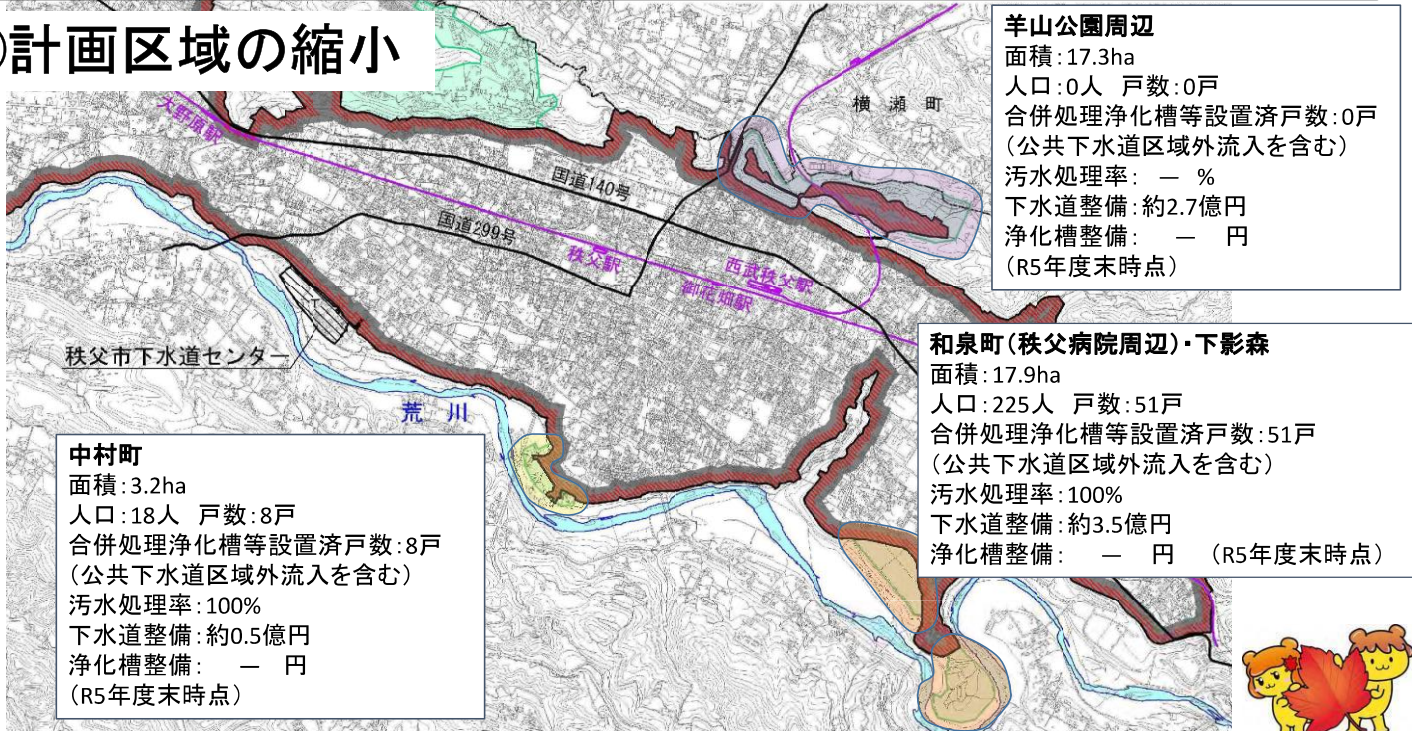 )計画区域の縮小
羊山公園周辺
面積:17.3ha
人口:0人 戸数:0戸
合併処理浄化槽等設置済戸数:0戸
(公共下水道区域外流入を含む)
汚水処理率: ― %
下水道整備:約2.7億円
浄化槽整備: ― 円
(R5年度末時点)
横瀬町
大野原駅
国道140号
国道299号
秩父駅
西武秩父駅
御花畑駅
秩父市下水道センター
荒川
和泉町(秩父病院周辺)・下影森
面積:17.9ha
人口:225人 戸数:51戸
合併処理浄化槽等設置済戸数:51戸
(公共下水道区域外流入を含む)
汚水処理率:100%
下水道整備:約3.5億円
浄化槽整備: ― 円 (R5年度末時点)
中村町
面積:3.2ha
人口:18人 戸数:8戸
合併処理浄化槽等設置済戸数:8戸
(公共下水道区域外流入を含む)
汚水処理率:100%
下水道整備:約0.5億円
浄化槽整備: ― 円
(R5年度末時点)